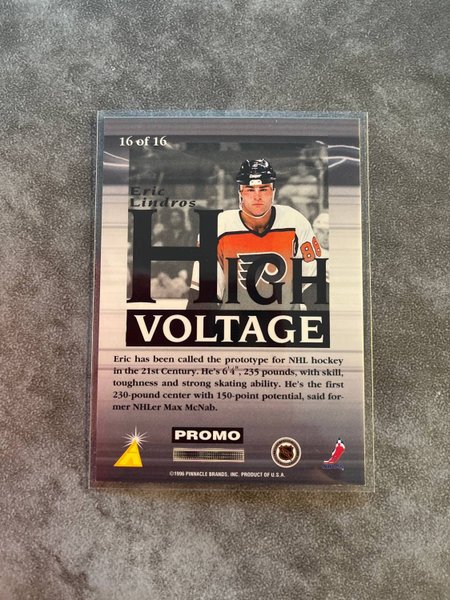 16 of 16
Eric
Lindros
88
HIGH
VOLTAGE
Eric has been called the prototype for NHL hockey
in the 21st Century. He's 6'4", 235 pounds, with skill,
toughness and strong skating ability. He's the first
230-pound center with 150-point potential, said for-
mer NHLer Max McNab.
PROMO
©1996 PINNACLE BRANDS, INC. PRODUCT OF U.S.A.